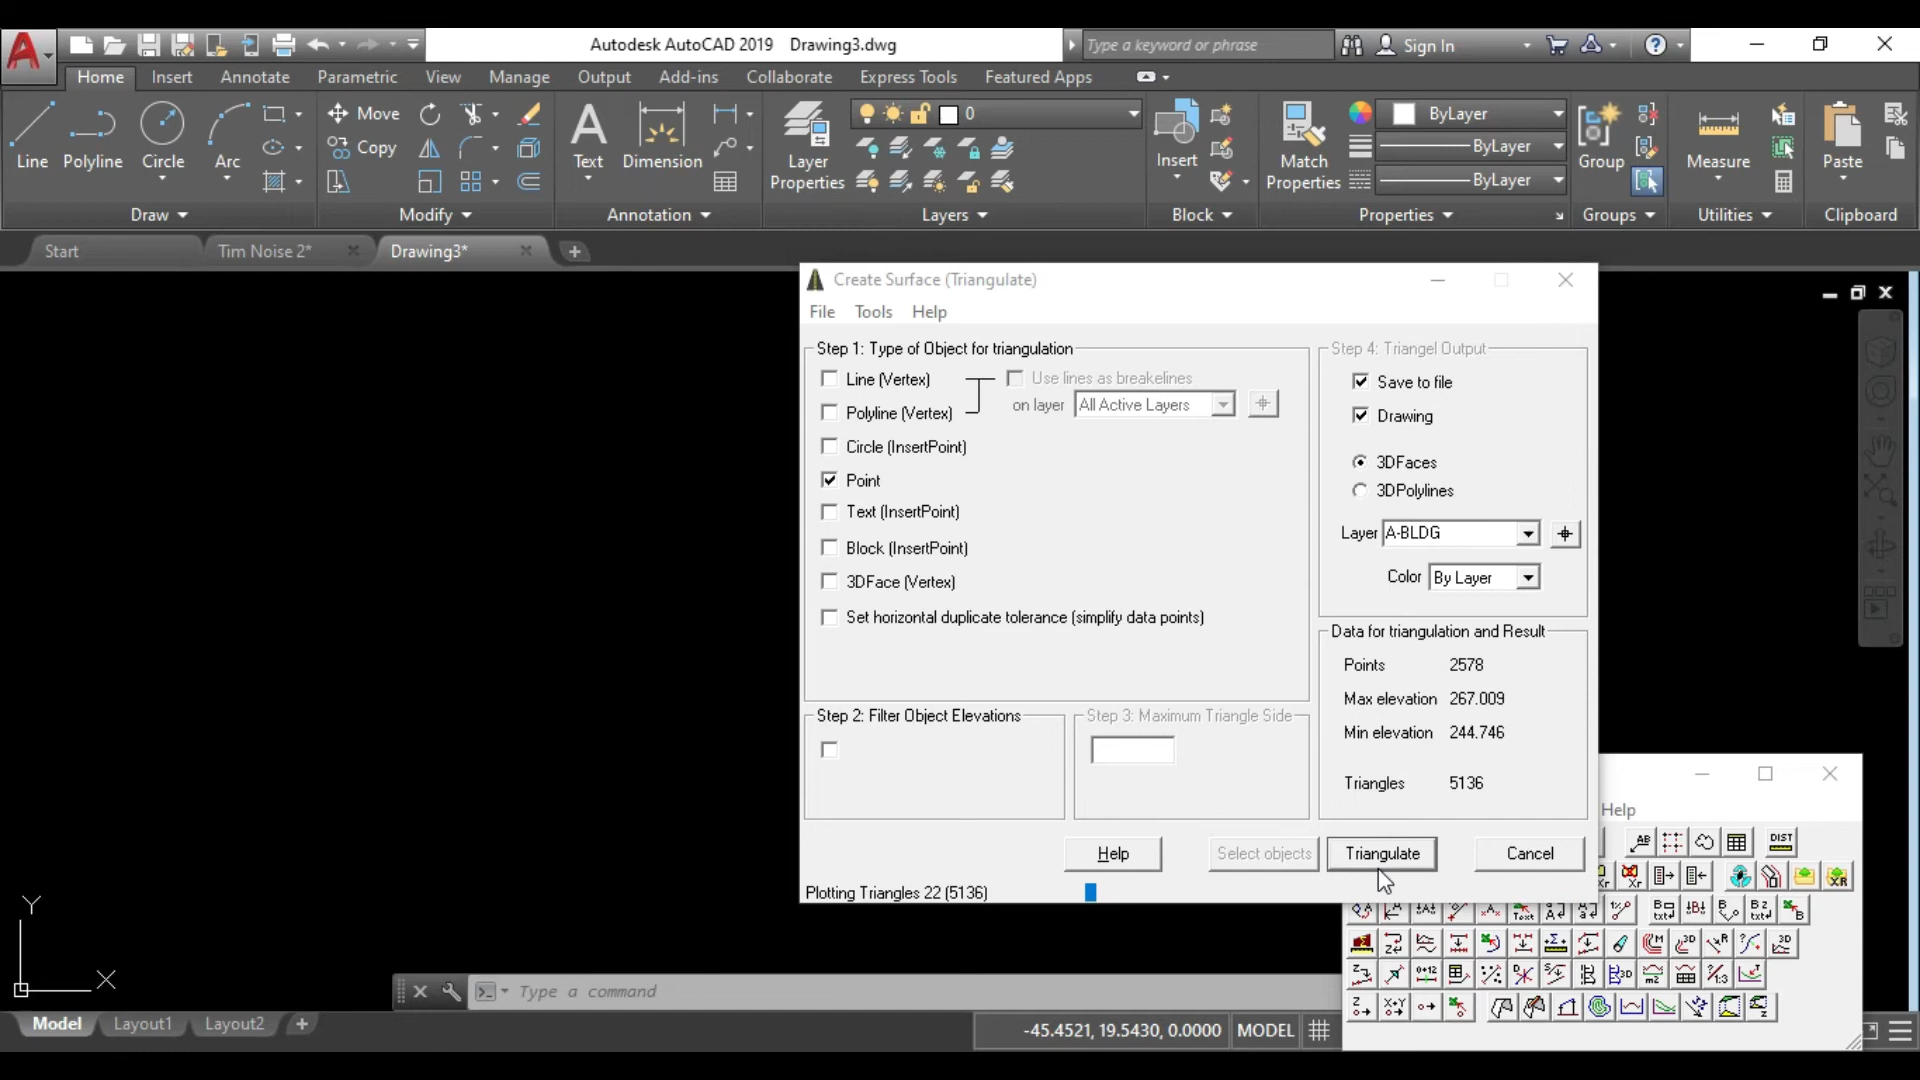 Autodesk AutoCAD 2019 Drawing3.dwg
Type a keyword or phrase
Sign In
Home Insert Annotate Parametric View Manage Output Add-ins Collaborate Express Tools Featured Apps
Line Polyline Circle Arc
Move
Copy
Text Dimension
Layer Properties
0
Insert
Match Properties
ByLayer
ByLayer
ByLayer
Group
Measure
Paste
Draw Modify Annotation Layers Block Properties Groups Utilities Clipboard
Start Tim Noise 2* Drawing3*
Create Surface (Triangulate)
File Tools Help
Step 1: Type of Object for triangulation
Line (Vertex)
Use lines as breakelines
on layer All Active Layers
Polyline (Vertex)
Circle (InsertPoint)
Point
Text (InsertPoint)
Block (InsertPoint)
3DFace (Vertex)
Set horizontal duplicate tolerance (simplify data points)
Step 2: Filter Object Elevations
Step 3: Maximum Triangle Side
Step 4: Triangel Output
Save to file
Drawing
3DFaces
3DPolylines
Layer A-BLDG
Color By Layer
Data for triangulation and Result
Points 2578
Max elevation 267.009
Min elevation 244.746
Triangles 5136
Help Select objects Triangulate Cancel
Plotting Triangles 22 (5136)
Help
Y
X
Type a command
Model Layout1 Layout2
-45.4521, 19.5430, 0.0000 MODEL